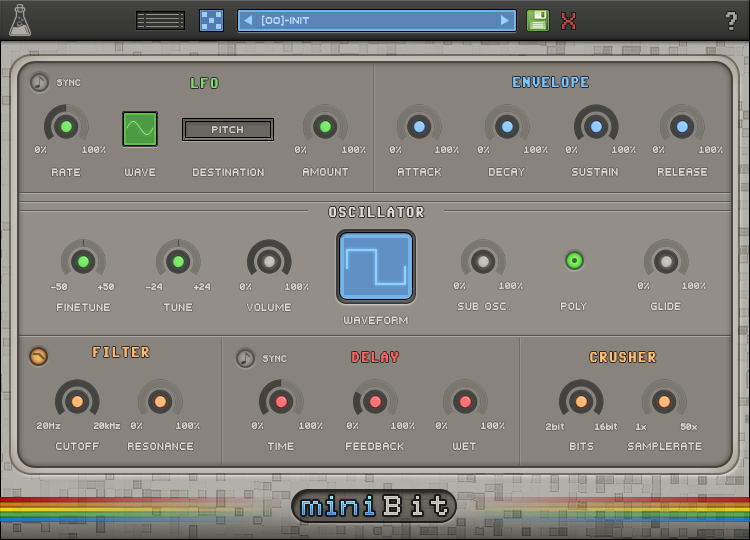 [00]-INIT
?
SYNC LFO ENVELOPE
PITCH
0% 100% 0% 100% 0% 100% 0% 100% 0% 100% 0% 100%
RATE WAVE DESTINATION AMOUNT ATTACK DECAY SUSTAIN RELEASE
OSCILLATOR
-50 +50 -24 +24 0% 100% 0% 100% 0% 100%
FINETUNE TUNE VOLUME SUB OSC. POLY GLIDE
WAVEFORM
FILTER SYNC DELAY CRUSHER
20Hz 20kHz 0% 100% 0% 100% 0% 100% 0% 100% 2bit 16bit 1x 50x
CUTOFF RESONANCE TIME FEEDBACK WET BITS SAMPLERATE
miniBit